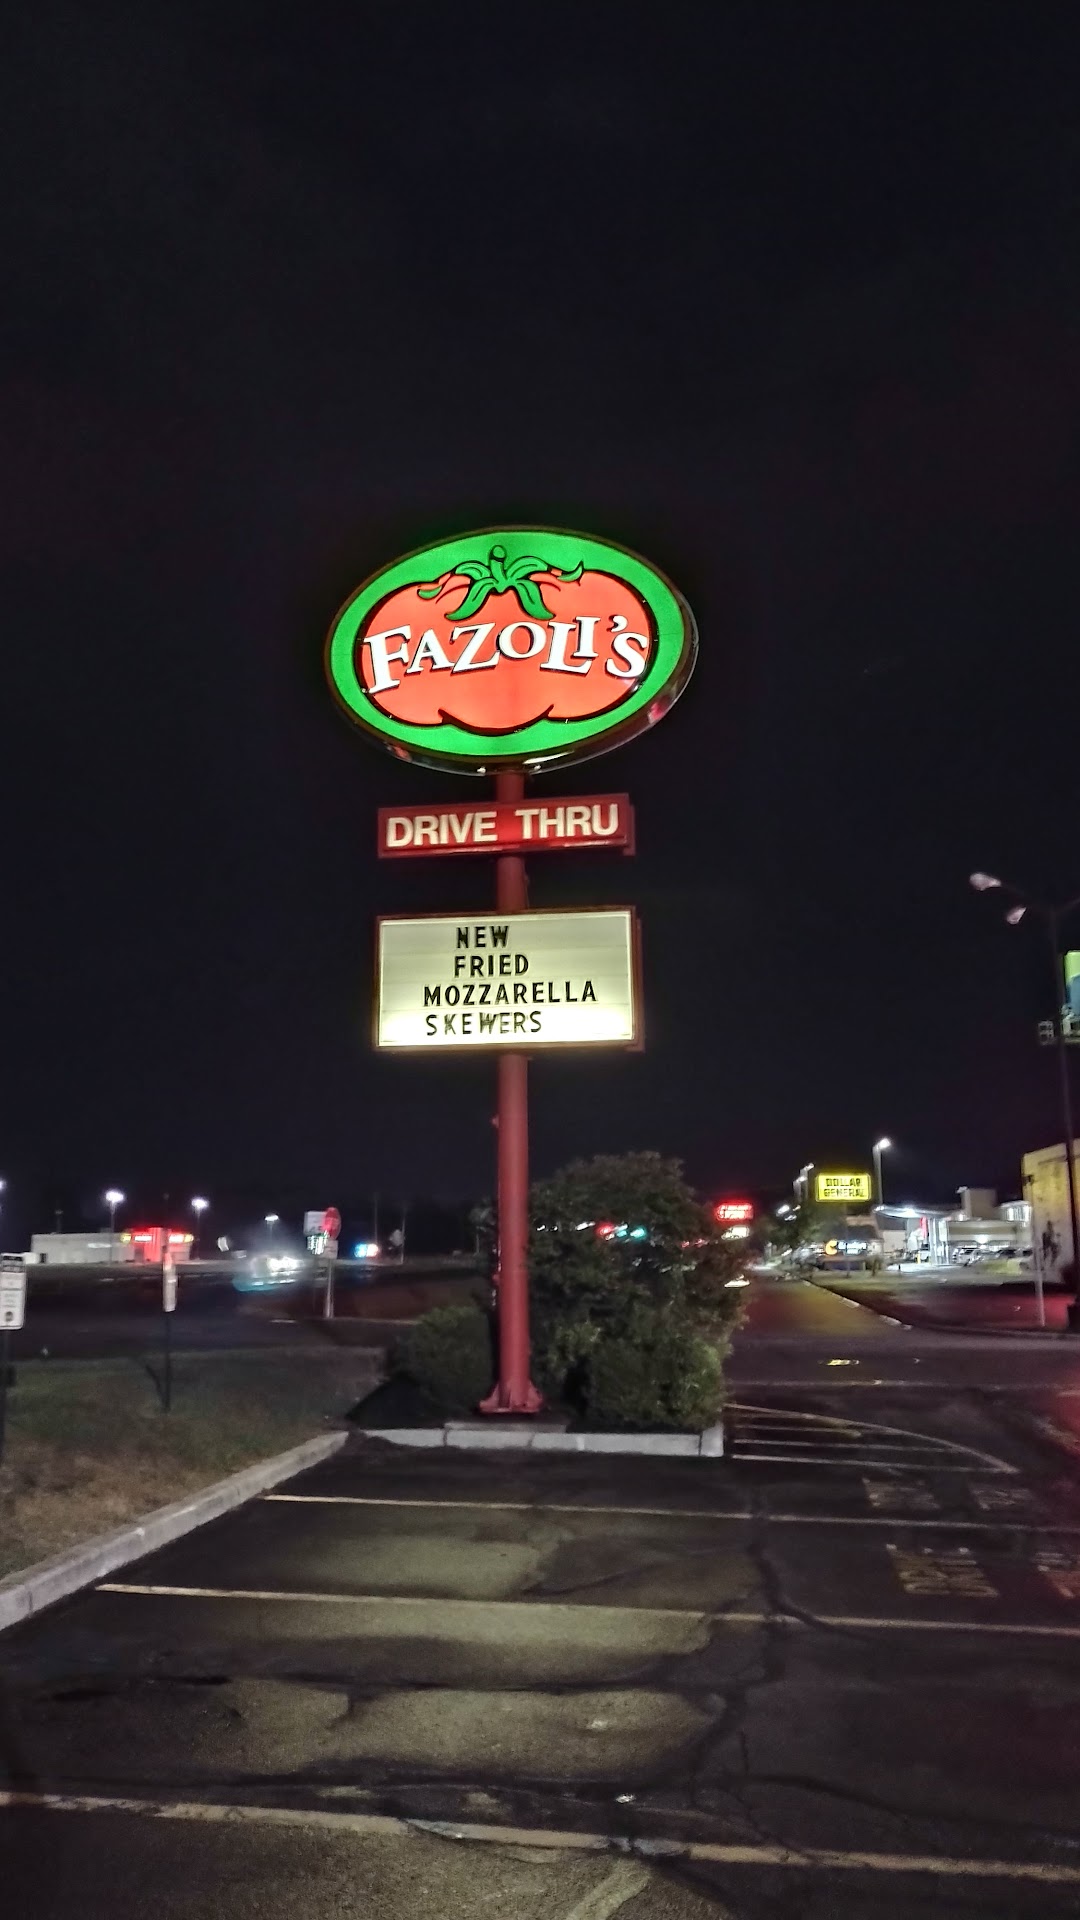 FAZOLI'S
DRIVE THRU
NEW
FRIED
MOZZARELLA
SKEWERS
DOLLAR
GENERAL